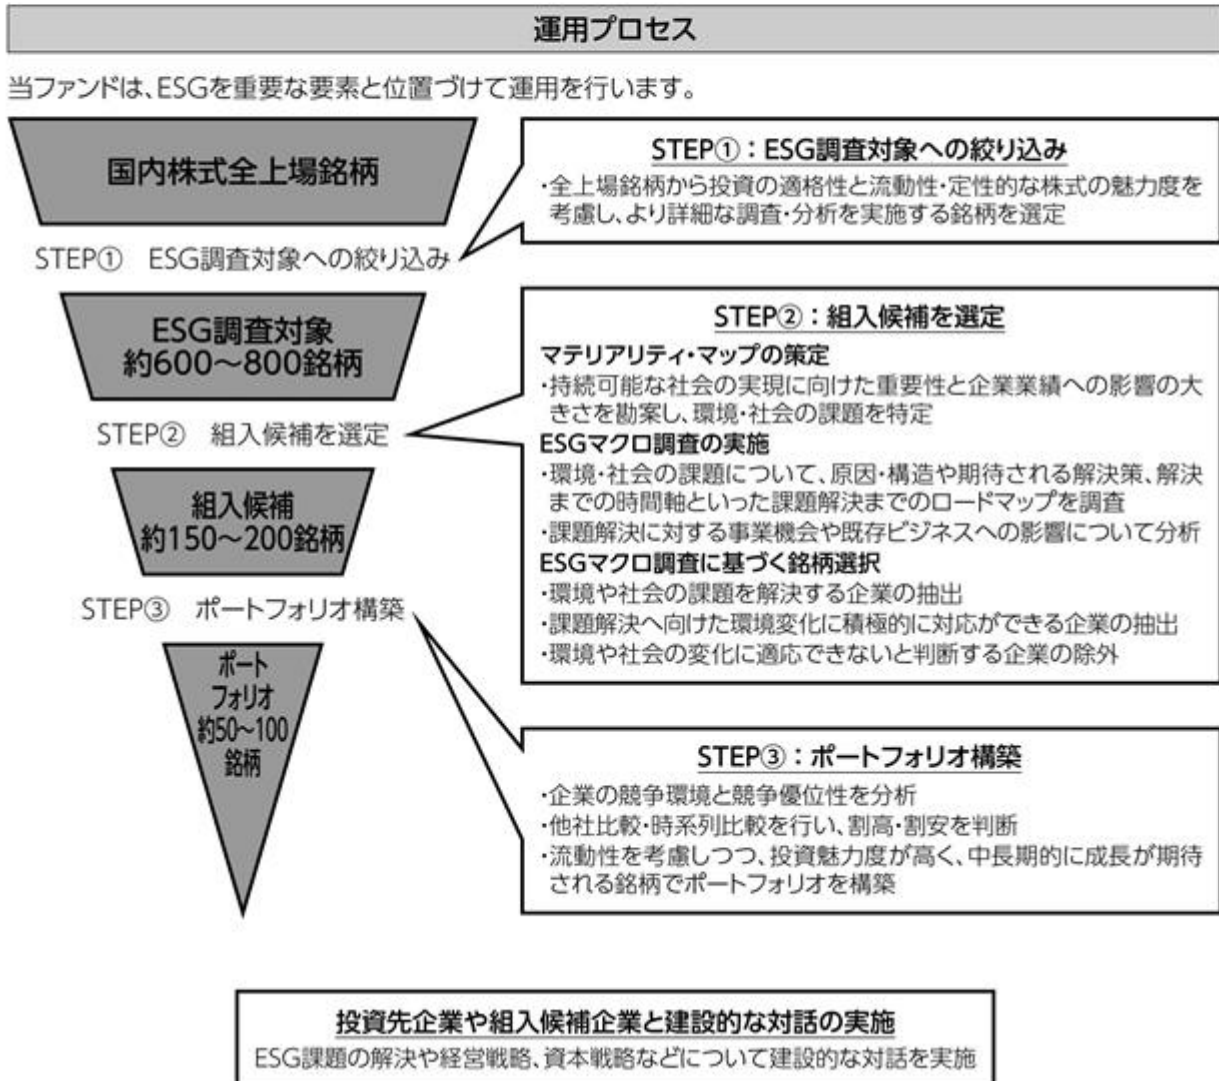 運用プロセス
当ファンドは、ESGを重要な要素と位置づけて運用を行います。
国内株式全上場銘柄
STEP① ESG調査対象への絞り込み
STEP①：ESG調査対象への絞り込み
・全上場銘柄から投資の適格性と流動性・定性的な株式の魅力度を
考慮し、より詳細な調査・分析を実施する銘柄を選定
ESG調査対象
約600～800銘柄
STEP② 組入候補を選定
STEP②：組入候補を選定
マテリアリティ・マップの策定
・持続可能な社会の実現に向けた重要性と企業業績への影響の大
きさを勘案し、環境・社会の課題を特定
ESGマクロ調査の実施
・環境・社会の課題について、原因・構造や期待される解決策、解決
までの時間軸といった課題解決までのロードマップを調査
・課題解決に対する事業機会や既存ビジネスへの影響について分析
ESGマクロ調査に基づく銘柄選択
・環境や社会の課題を解決する企業の抽出
・課題解決へ向けた環境変化に積極的に対応ができる企業の抽出
・環境や社会の変化に適応できないと判断する企業の除外
組入候補
約150～200銘柄
STEP③ ポートフォリオ構築
ポート
フォリオ
約50～100
銘柄
STEP③：ポートフォリオ構築
・企業の競争環境と競争優位性を分析
・他社比較・時系列比較を行い、割高・割安を判断
・流動性を考慮しつつ、投資魅力度が高く、中長期的に成長が期待
される銘柄でポートフォリオを構築
投資先企業や組入候補企業と建設的な対話の実施
ESG課題の解決や経営戦略、資本戦略などについて建設的な対話を実施